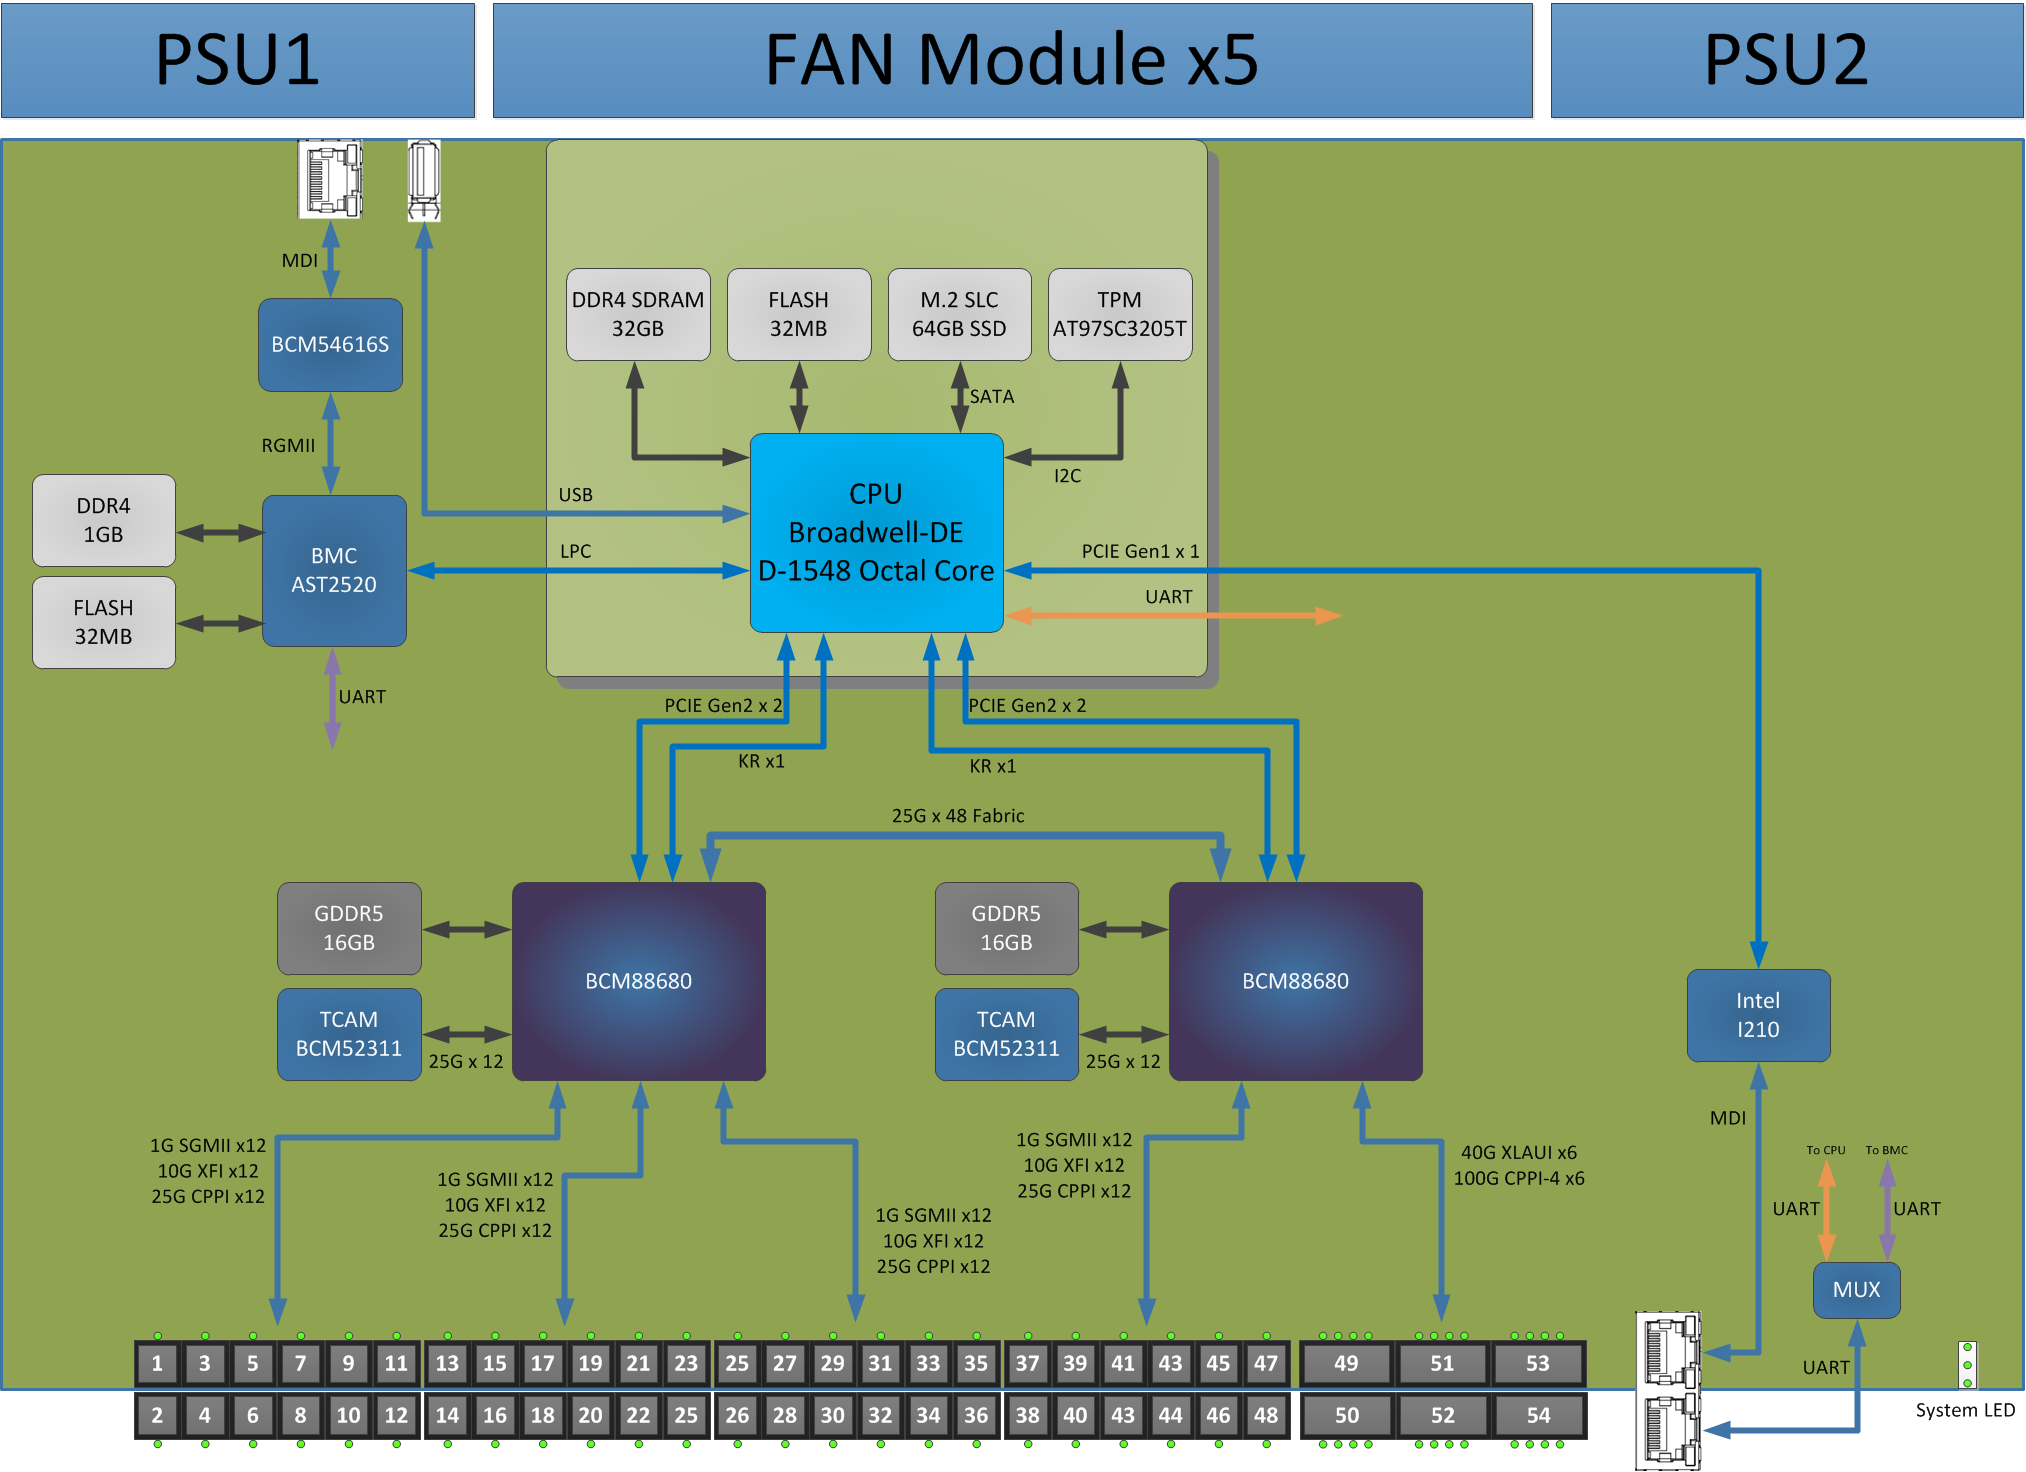 PSU1
FAN Module x5
PSU2
MDI
BCM54616S
RGMII
DDR4
1GB
FLASH
32MB
BMC
AST2520
UART
DDR4 SDRAM
32GB
FLASH
32MB
M.2 SLC
64GB SSD
TPM
AT97SC3205T
SATA
I2C
USB
LPC
CPU
Broadwell-DE
D-1548 Octal Core
PCIE Gen1 x 1
UART
PCIE Gen2 x 2
KR x1
PCIE Gen2 x 2
KR x1
25G x 48 Fabric
GDDR5
16GB
TCAM
BCM52311
25G x 12
BCM88680
GDDR5
16GB
TCAM
BCM52311
25G x 12
BCM88680
Intel
I210
MDI
1G SGMII x12
10G XFI x12
25G CPPI x12
1G SGMII x12
10G XFI x12
25G CPPI x12
1G SGMII x12
10G XFI x12
25G CPPI x12
1G SGMII x12
10G XFI x12
25G CPPI x12
40G XLAUI x6
100G CPPI-4 x6
To CPU
To BMC
UART
UART
MUX
UART
System LED
1 3 5 7 9 11 13 15 17 19 21 23 25 27 29 31 33 35 37 39 41 43 45 47 49 51 53
2 4 6 8 10 12 14 16 18 20 22 25 26 28 30 32 34 36 38 40 43 44 46 48 50 52 54